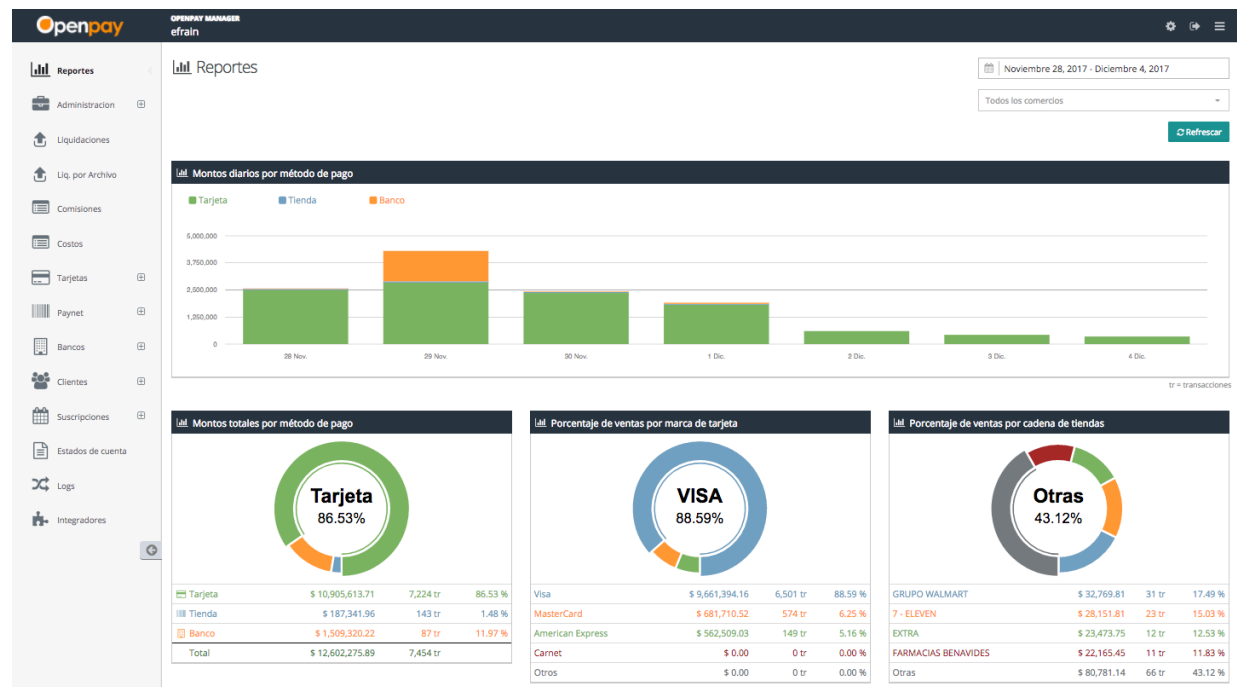 Openpay
OPENPAY MANAGER
efrain
Reportes
Administracion
Liquidaciones
Liq. por Archivo
Comisiones
Costos
Tarjetas
Paynet
Bancos
Clientes
Suscripciones
Estados de cuenta
Logs
Integradores
Reportes
Noviembre 28, 2017 - Diciembre 4, 2017
Todos los comercios
Refrescar
Montos diarios por método de pago
Tarjeta Tienda Banco
5,000,000
3,750,000
2,500,000
1,250,000
0
28 Nov. 29 Nov. 30 Nov. 1 Dic. 2 Dic. 3 Dic. 4 Dic.
tr = transacciones
Montos totales por método de pago
Tarjeta
86.53%
Tarjeta $ 10,905,613.71 7,224 tr 86.53 %
Tienda $ 187,341.96 143 tr 1.48 %
Banco $ 1,509,320.22 87 tr 11.97 %
Total $ 12,602,275.89 7,454 tr
Porcentaje de ventas por marca de tarjeta
VISA
88.59%
Visa $ 9,661,394.16 6,501 tr 88.59 %
MasterCard $ 681,710.52 574 tr 6.25 %
American Express $ 562,509.03 149 tr 5.16 %
Carnet $ 0.00 0 tr 0.00 %
Otros $ 0.00 0 tr 0.00 %
Porcentaje de ventas por cadena de tiendas
Otras
43.12%
GRUPO WALMART $ 32,769.81 31 tr 17.49 %
7 - ELEVEN $ 28,151.81 23 tr 15.03 %
EXTRA $ 23,473.75 12 tr 12.53 %
FARMACIAS BENAVIDES $ 22,165.45 11 tr 11.83 %
Otras $ 80,781.14 66 tr 43.12 %